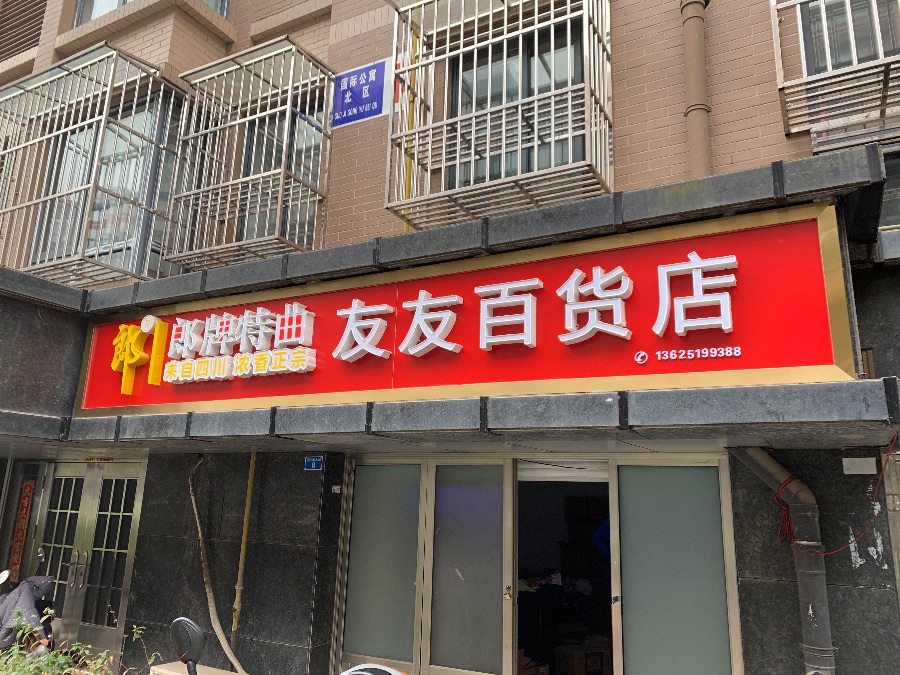 国际公寓
北区
郎
郎牌特曲
来自四川 浓香正宗
友友百货店
13625199388
8